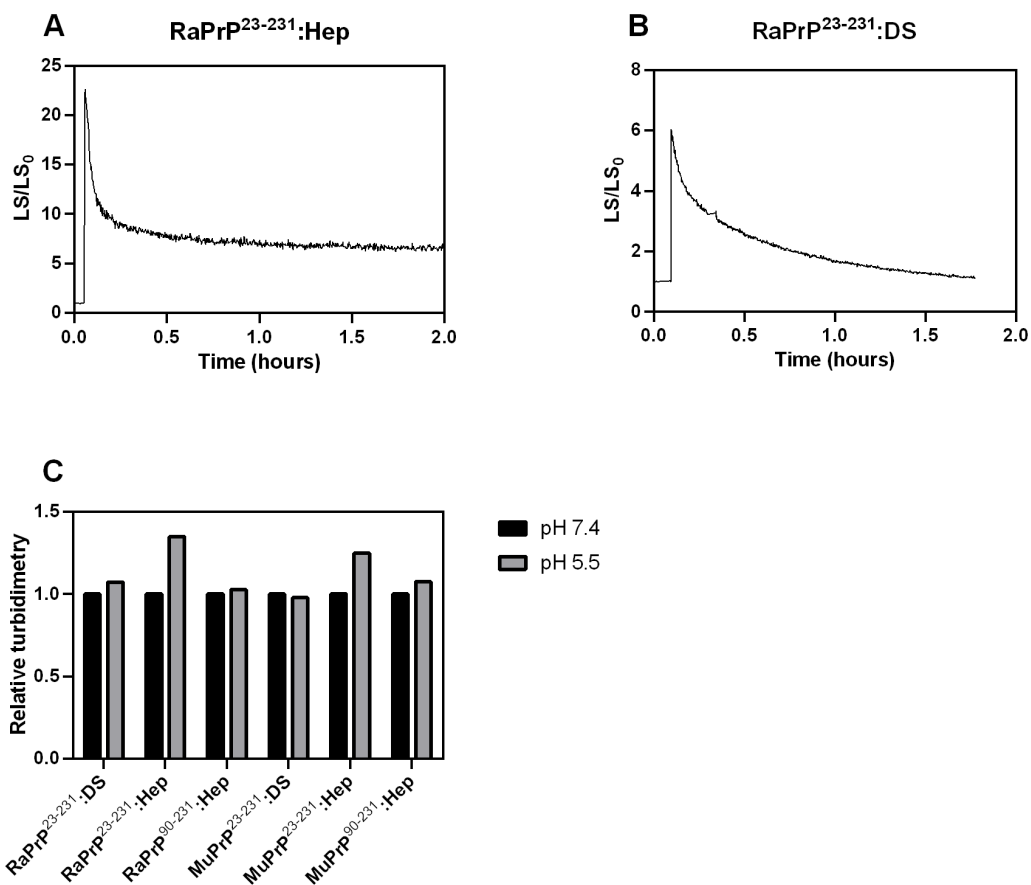 A
RaPrP23-231:Hep
LS/LS0
25
20
15
10
5
0
0.0 0.5 1.0 1.5 2.0
Time (hours)
B
RaPrP23-231:DS
LS/LS0
8
6
4
2
0
0.0 0.5 1.0 1.5 2.0
Time (hours)
C
Relative turbidimetry
1.5
1.0
0.5
0.0
RaPrP23-231:DS
RaPrP23-231:Hep
RaPrP90-231:Hep
MuPrP23-231:DS
MuPrP23-231:Hep
MuPrP90-231:Hep
pH 7.4
pH 5.5